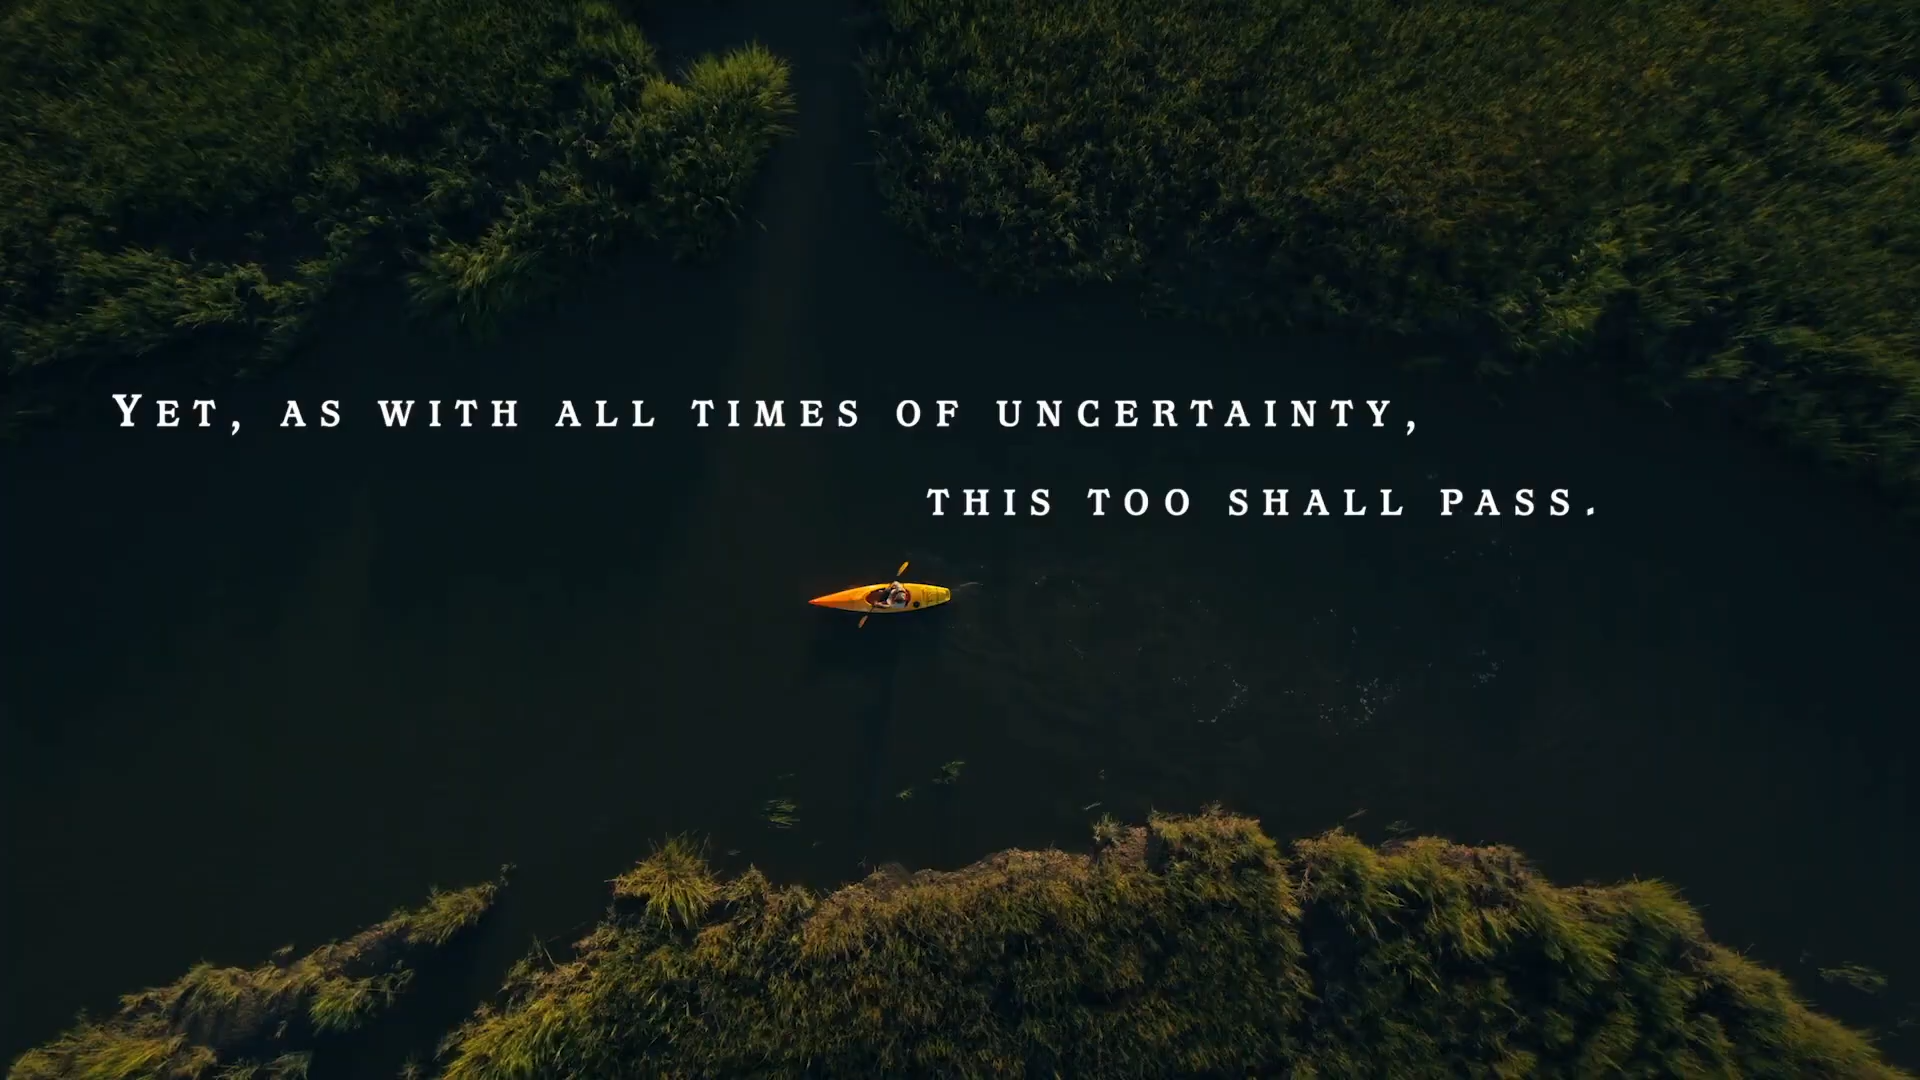 Yet, as with all times of uncertainty,
this too shall pass.